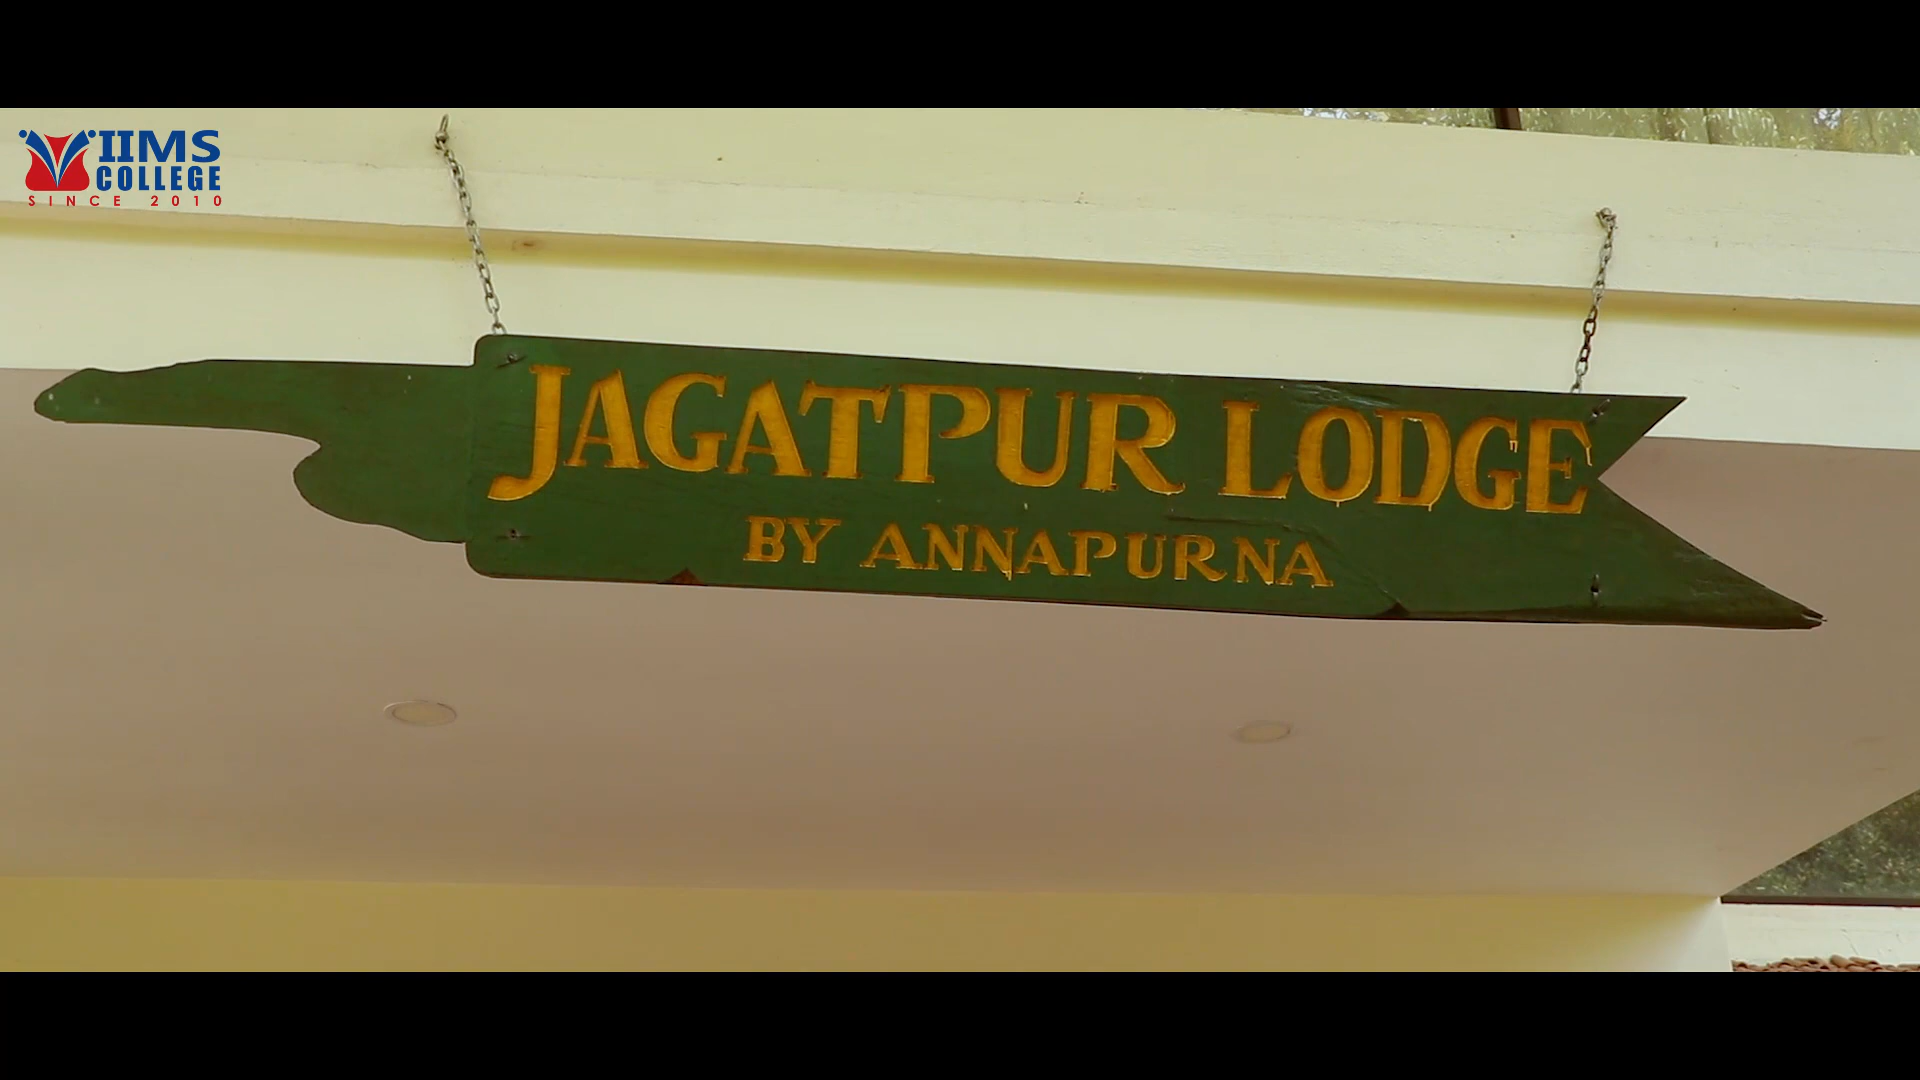 IIMS
COLLEGE
SINCE 2010
JAGATPUR LODGE
BY ANNAPURNA